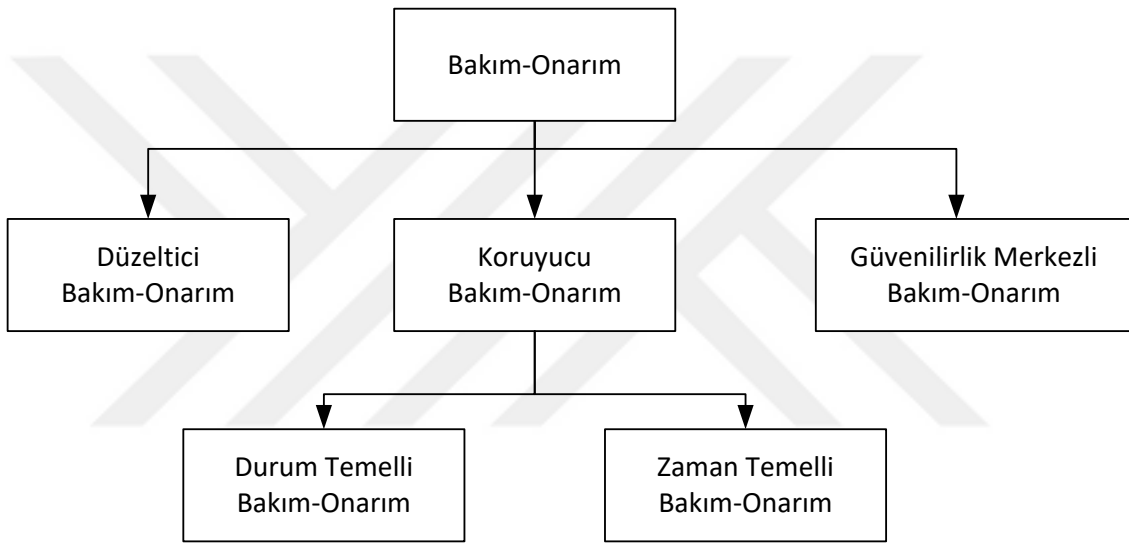 Bakım-Onarım
Düzeltici
Bakım-Onarım
Koruyucu
Bakım-Onarım
Güvenilirlik Merkezli
Bakım-Onarım
Durum Temelli
Bakım-Onarım
Zaman Temelli
Bakım-Onarım